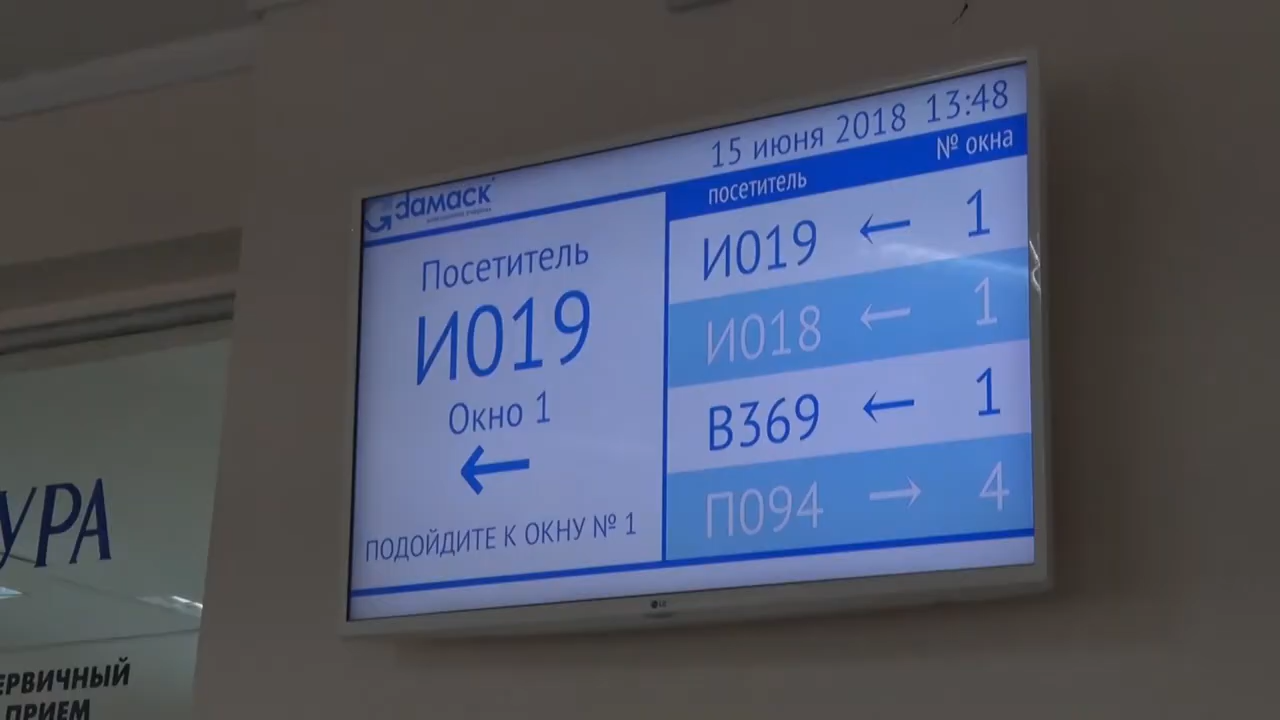 15 июня 2018 13:48
дамаск
посетитель № окна
Посетитель
И019
Окно 1
←
ПОДОЙДИТЕ К ОКНУ № 1
И019 ← 1
И018 ← 1
В369 ← 1
П094 → 4
LG
УРА
ЕРВИЧНЫЙ
ПРИЕМ